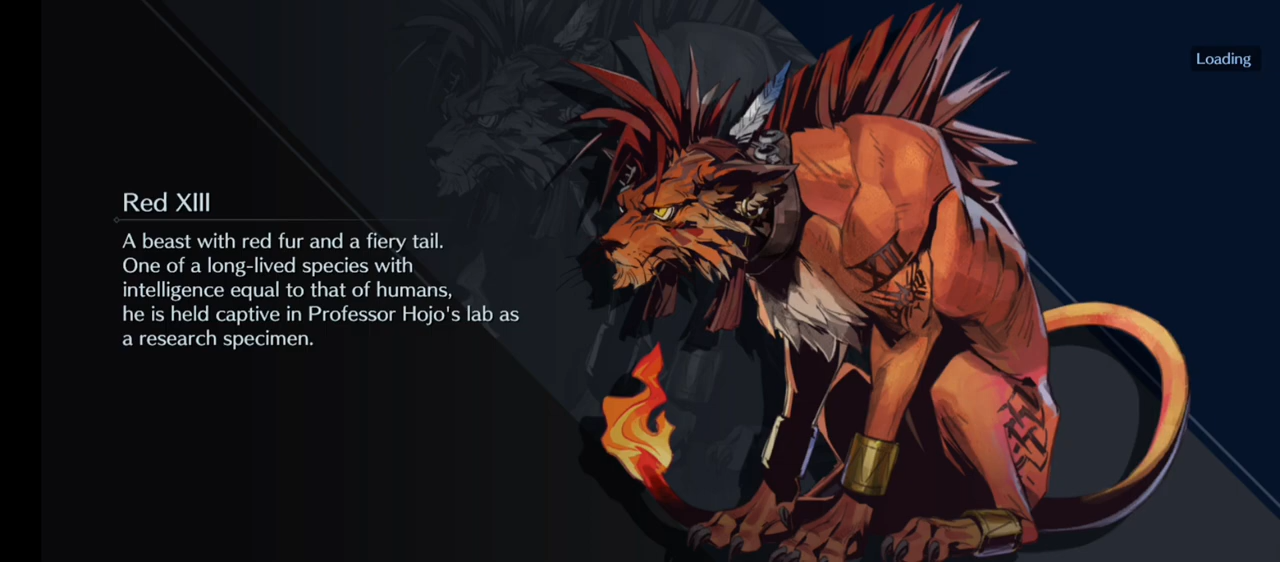 Loading
Red XIII
A beast with red fur and a fiery tail.
One of a long-lived species with
intelligence equal to that of humans,
he is held captive in Professor Hojo's lab as
a research specimen.
XIII